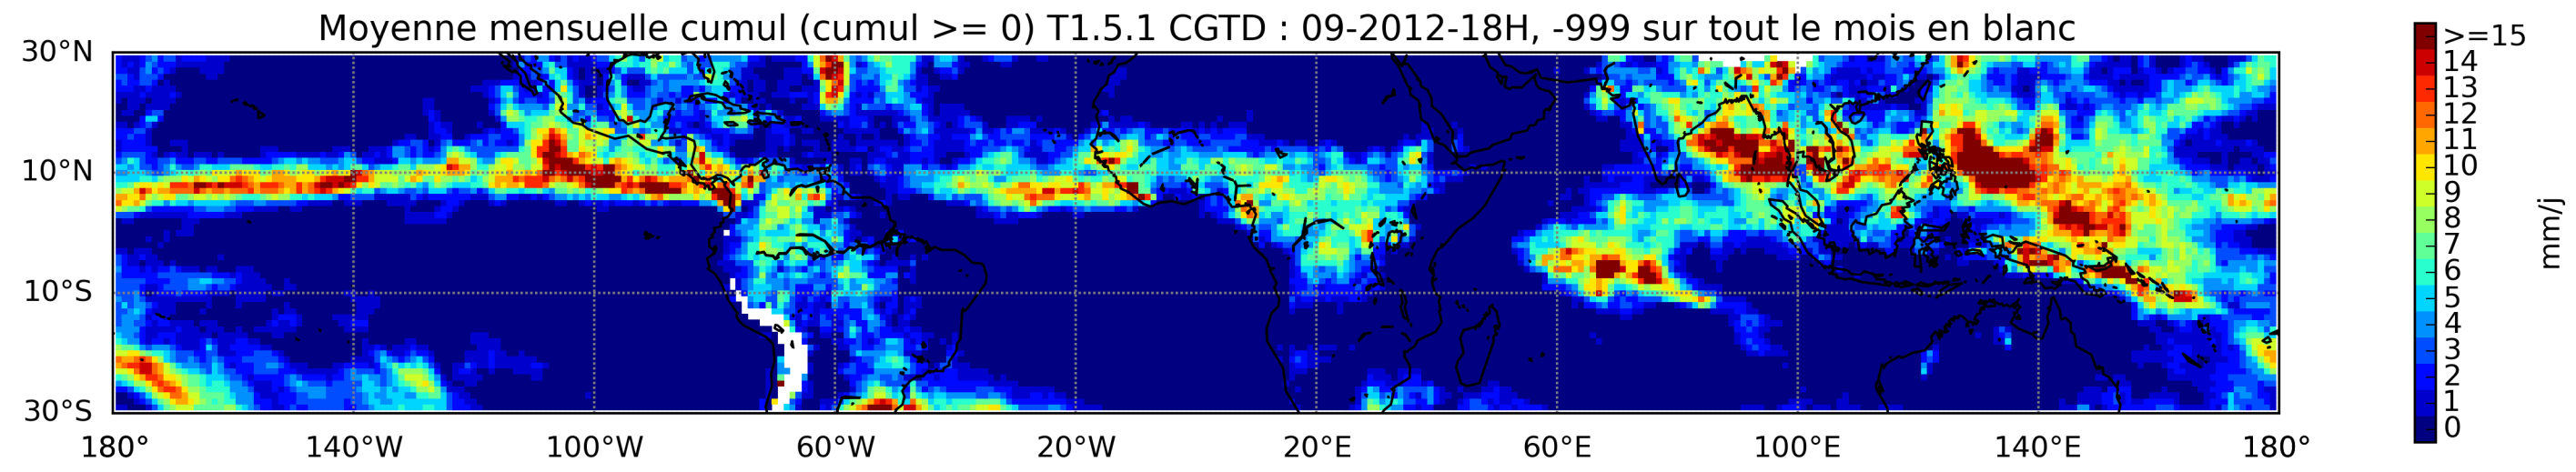 Moyenne mensuelle cumul (cumul >= 0) T1.5.1 CGTD : 09-2012-18H, -999 sur tout le mois en blanc
30°N
10°N
10°S
30°S
180° 140°W 100°W 60°W 20°W 20°E 60°E 100°E 140°E 180°
>=15
14
13
12
11
10
9
8
7
6
5
4
3
2
1
0
mm/j